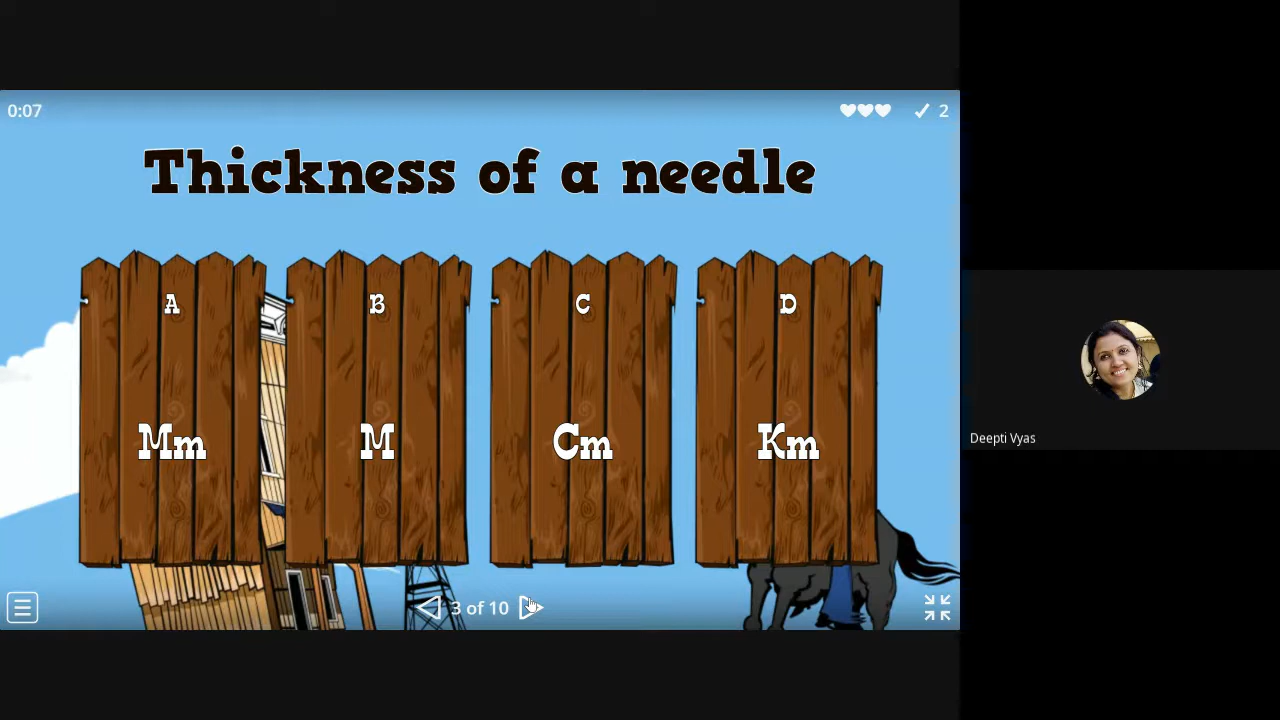 0:07
✓ 2
Thickness of a needle
A
B
C
D
Mm
M
Cm
Km
3 of 10
Deepti Vyas